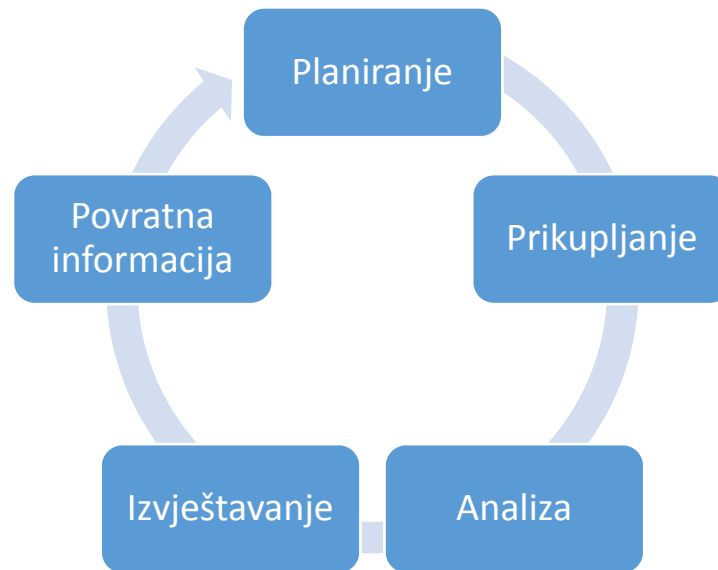 Planiranje
Prikupljanje
Analiza
Izvještavanje
Povratna
informacija